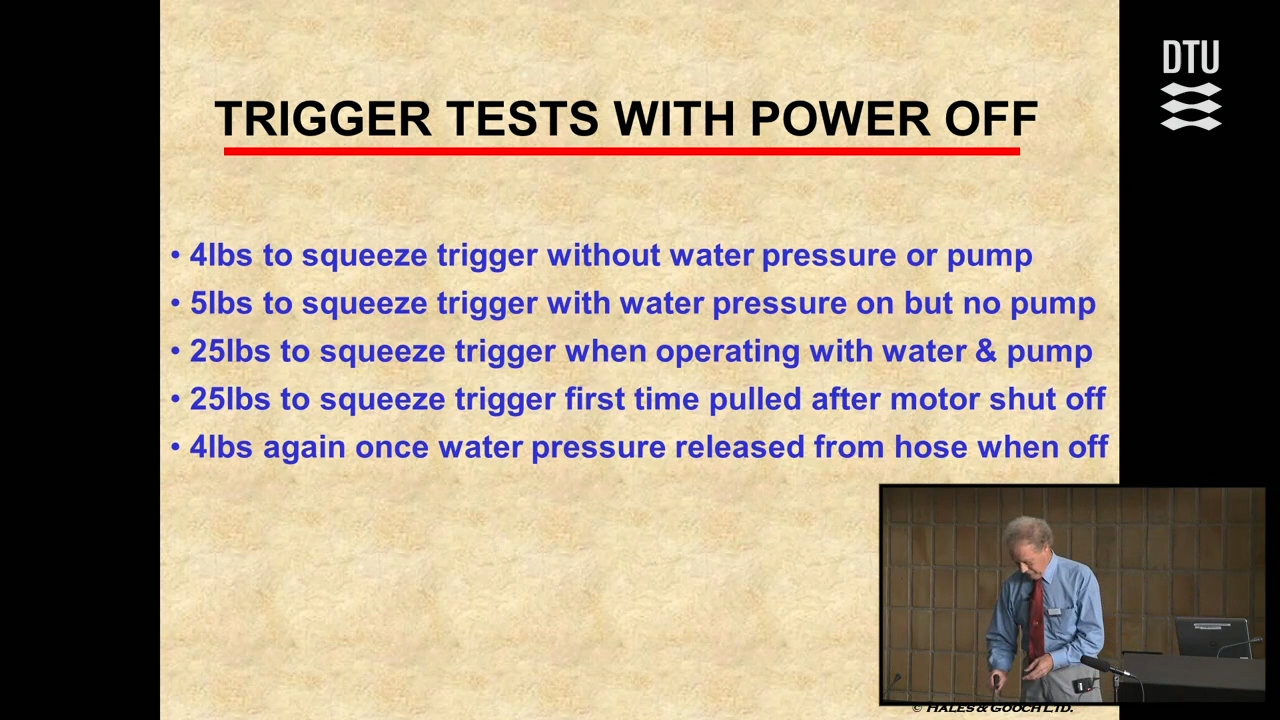 DTU
TRIGGER TESTS WITH POWER OFF
• 4lbs to squeeze trigger without water pressure or pump
• 5lbs to squeeze trigger with water pressure on but no pump
• 25lbs to squeeze trigger when operating with water & pump
• 25lbs to squeeze trigger first time pulled after motor shut off
• 4lbs again once water pressure released from hose when off
© HALES & GOOCH LTD.